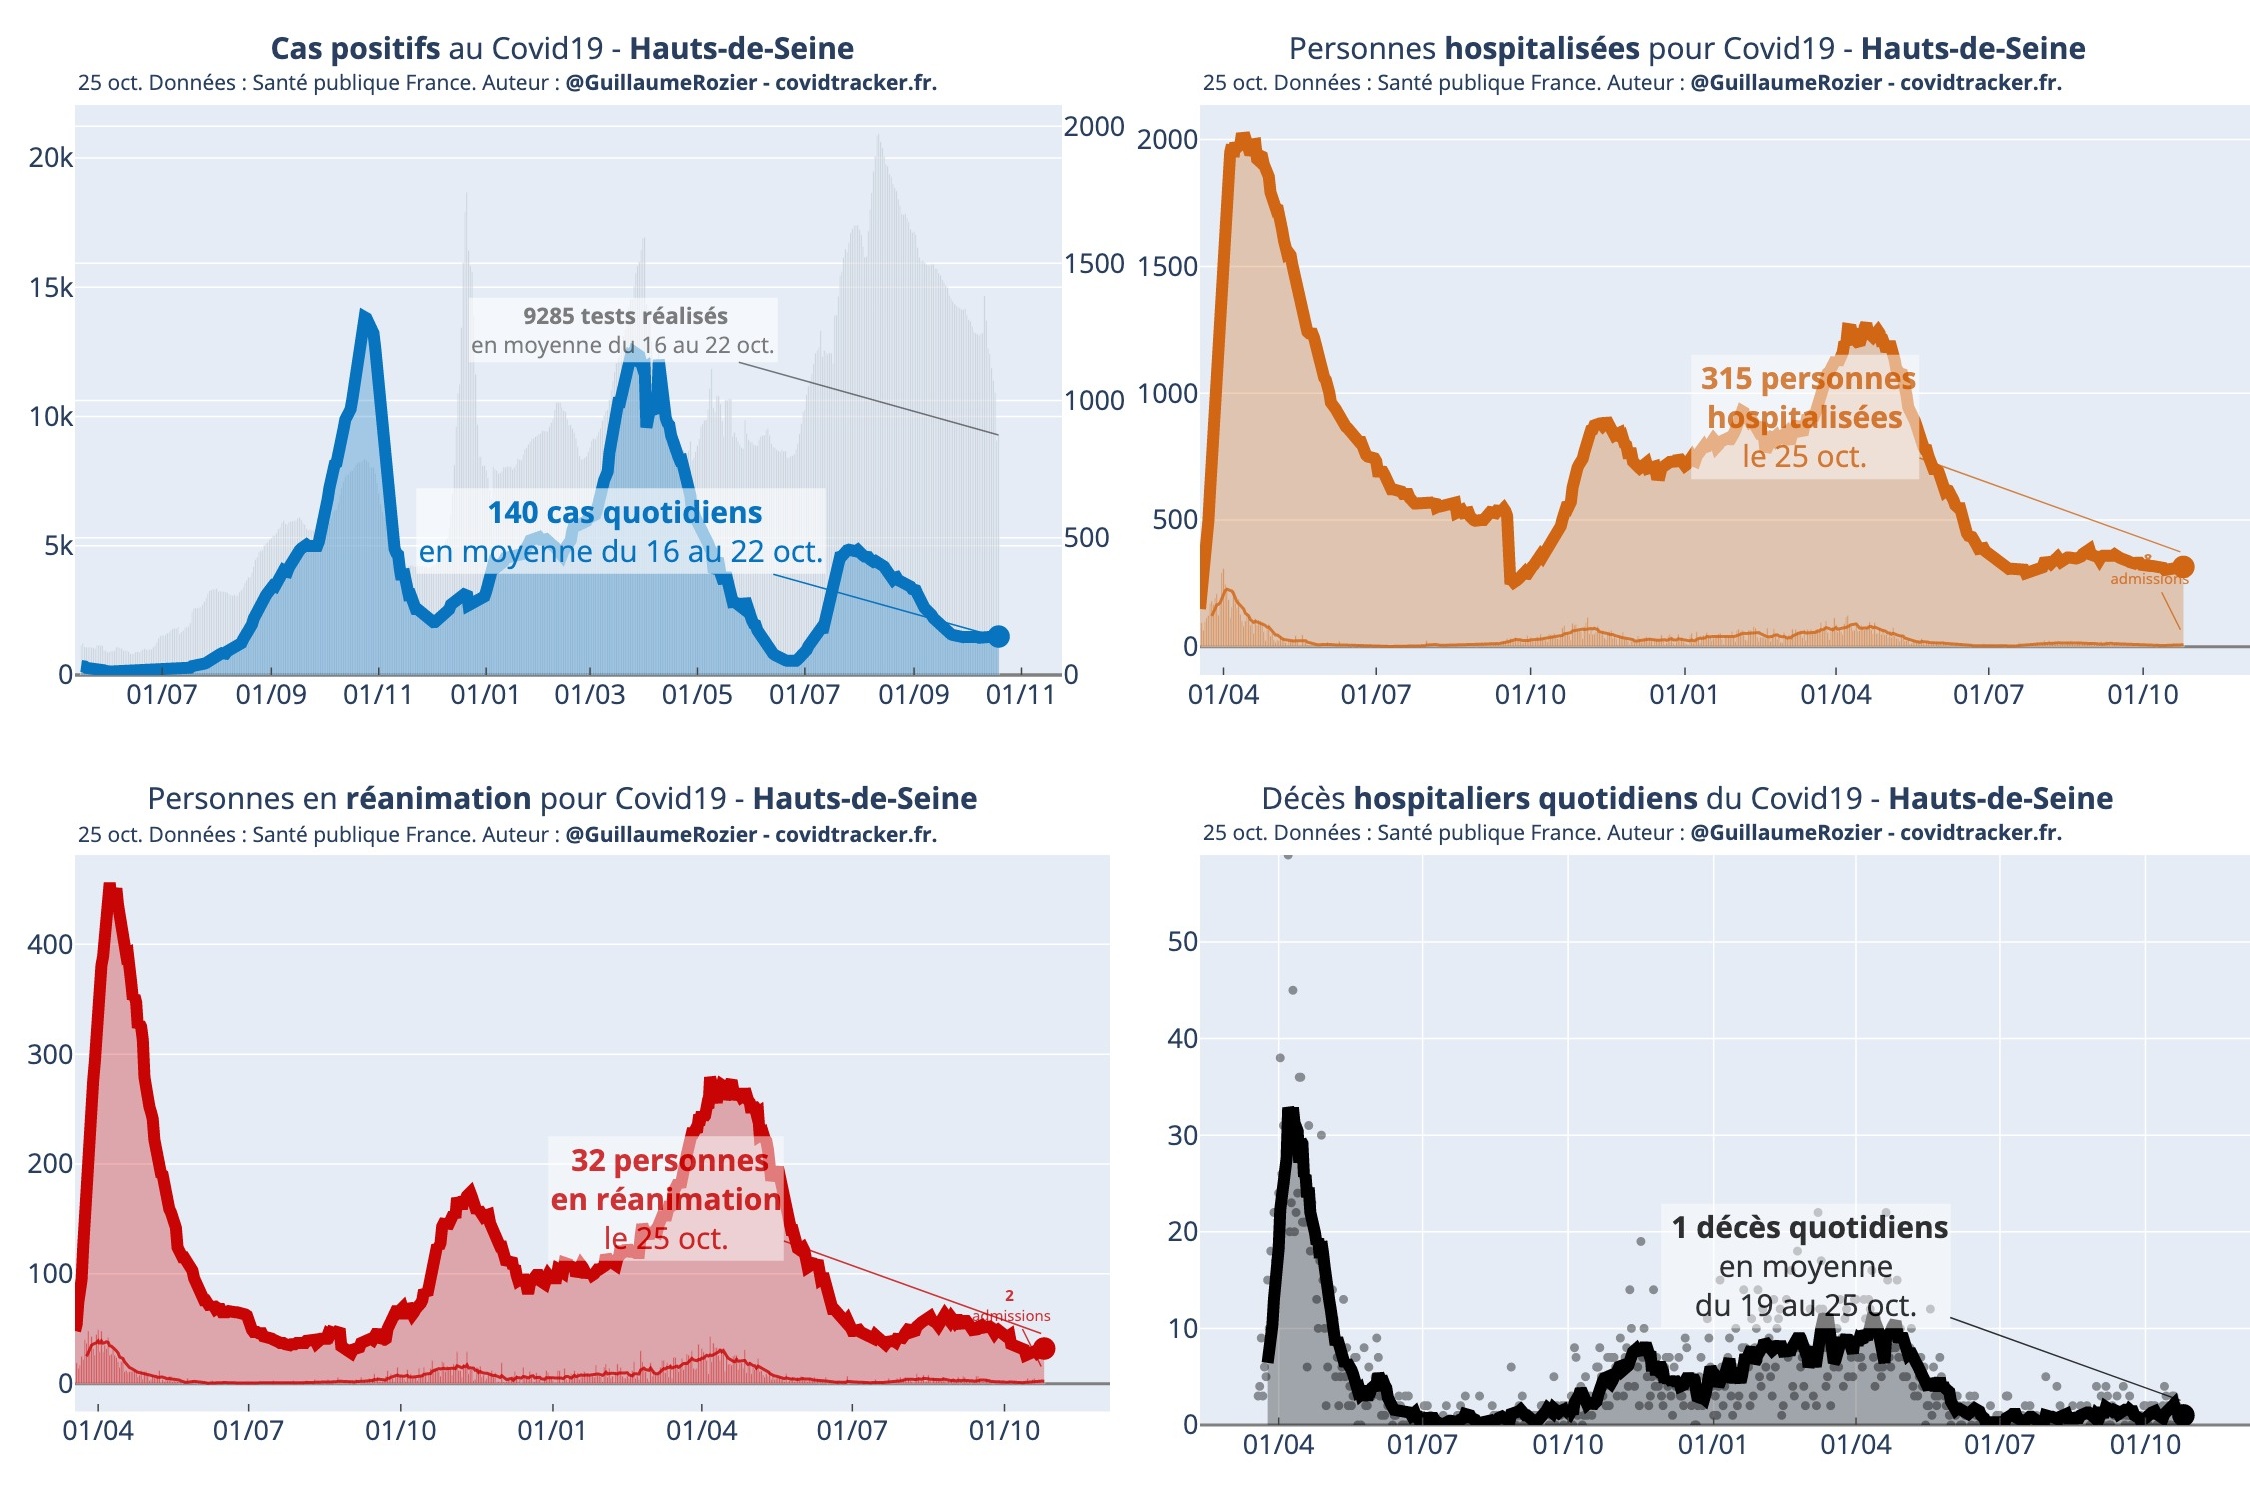 Cas positifs au Covid19 - Hauts-de-Seine
25 oct. Données : Santé publique France. Auteur : @GuillaumeRozier - covidtracker.fr.
20k
15k
10k
5k
0
2000
1500
1000
500
0
9285 tests réalisés
en moyenne du 16 au 22 oct.
140 cas quotidiens
en moyenne du 16 au 22 oct.
01/07 01/09 01/11 01/01 01/03 01/05 01/07 01/09 01/11
Personnes hospitalisées pour Covid19 - Hauts-de-Seine
25 oct. Données : Santé publique France. Auteur : @GuillaumeRozier - covidtracker.fr.
2000
1500
1000
500
0
315 personnes
hospitalisées
le 25 oct.
8
admissions
01/04 01/07 01/10 01/01 01/04 01/07 01/10
Personnes en réanimation pour Covid19 - Hauts-de-Seine
25 oct. Données : Santé publique France. Auteur : @GuillaumeRozier - covidtracker.fr.
400
300
200
100
0
32 personnes
en réanimation
le 25 oct.
2
admissions
01/04 01/07 01/10 01/01 01/04 01/07 01/10
Décès hospitaliers quotidiens du Covid19 - Hauts-de-Seine
25 oct. Données : Santé publique France. Auteur : @GuillaumeRozier - covidtracker.fr.
50
40
30
20
10
0
1 décès quotidiens
en moyenne
du 19 au 25 oct.
01/04 01/07 01/10 01/01 01/04 01/07 01/10